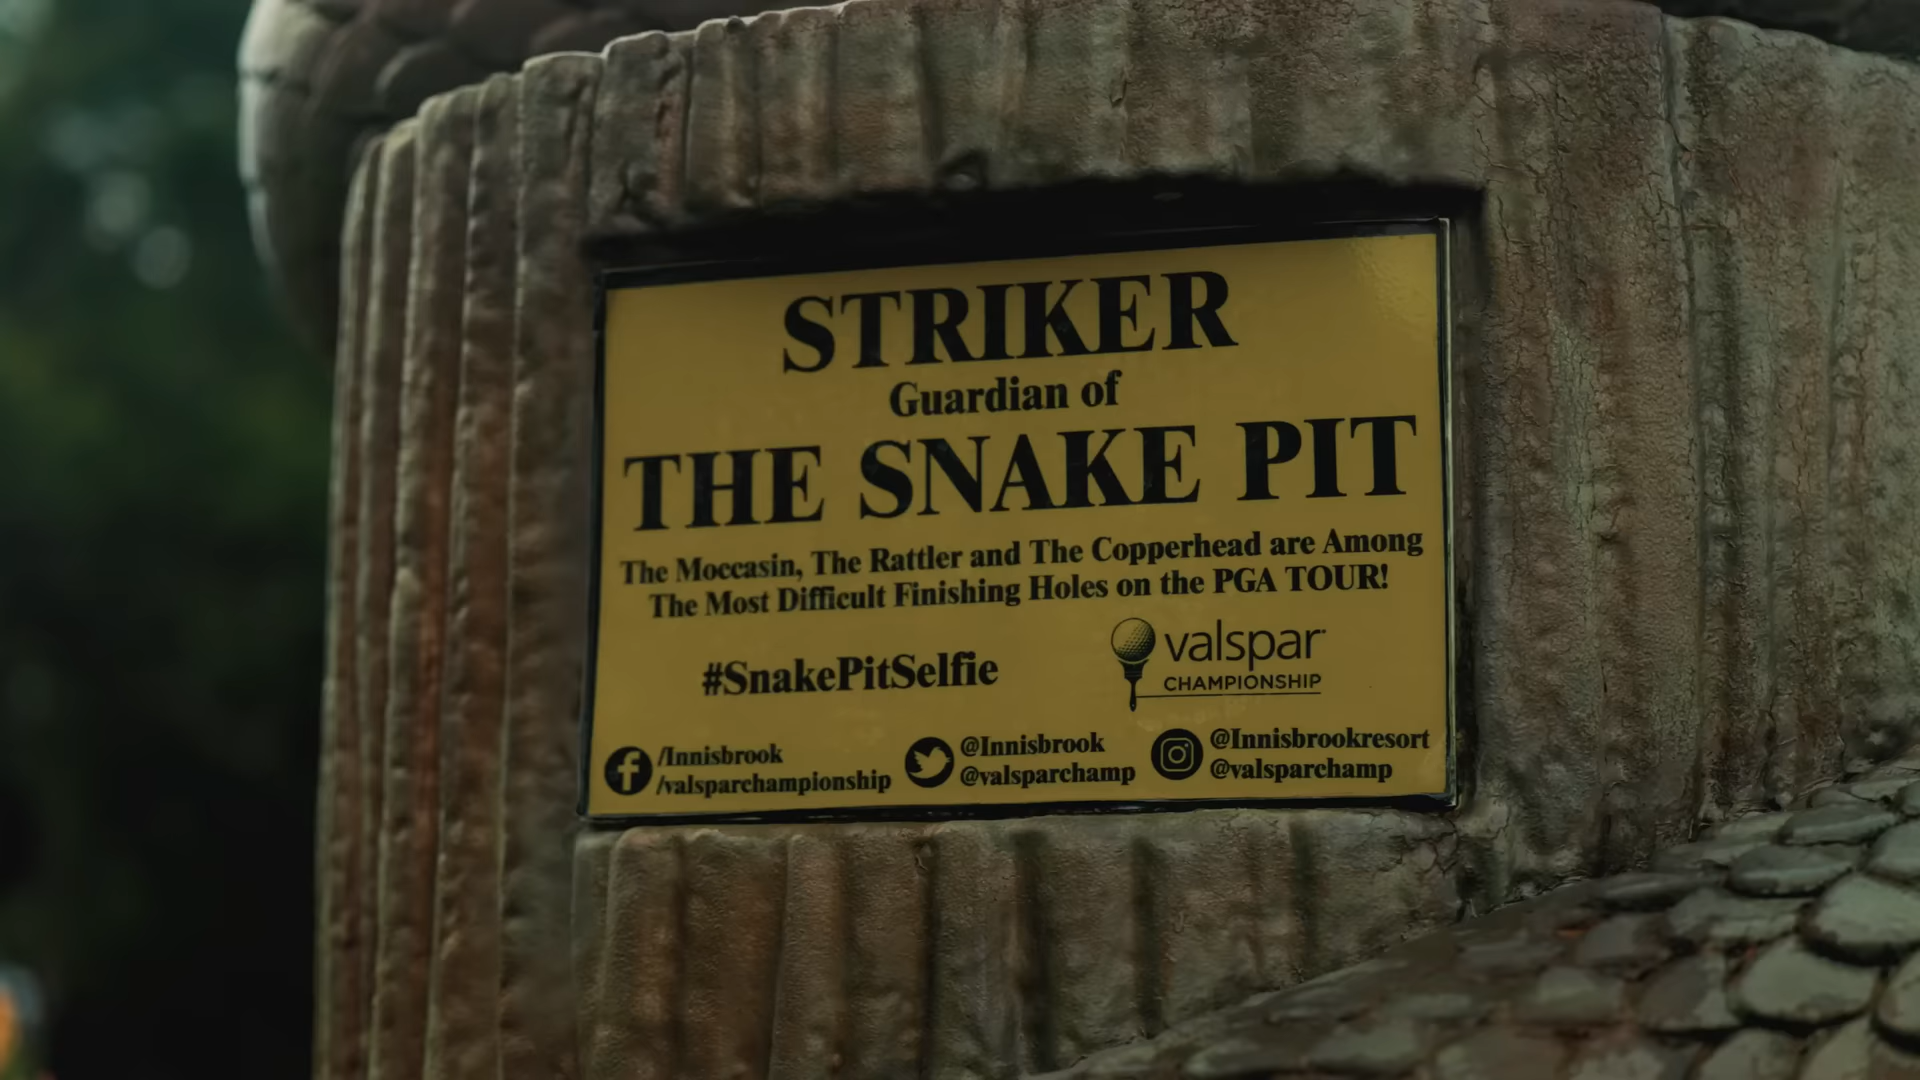 STRIKER
Guardian of
THE SNAKE PIT
The Moccasin, The Rattler and The Copperhead are Among
The Most Difficult Finishing Holes on the PGA TOUR!
#SnakePitSelfie
valspar
CHAMPIONSHIP
/Innisbrook
/valsparchampionship
@Innisbrook
@valsparchamp
@Innisbrookresort
@valsparchamp